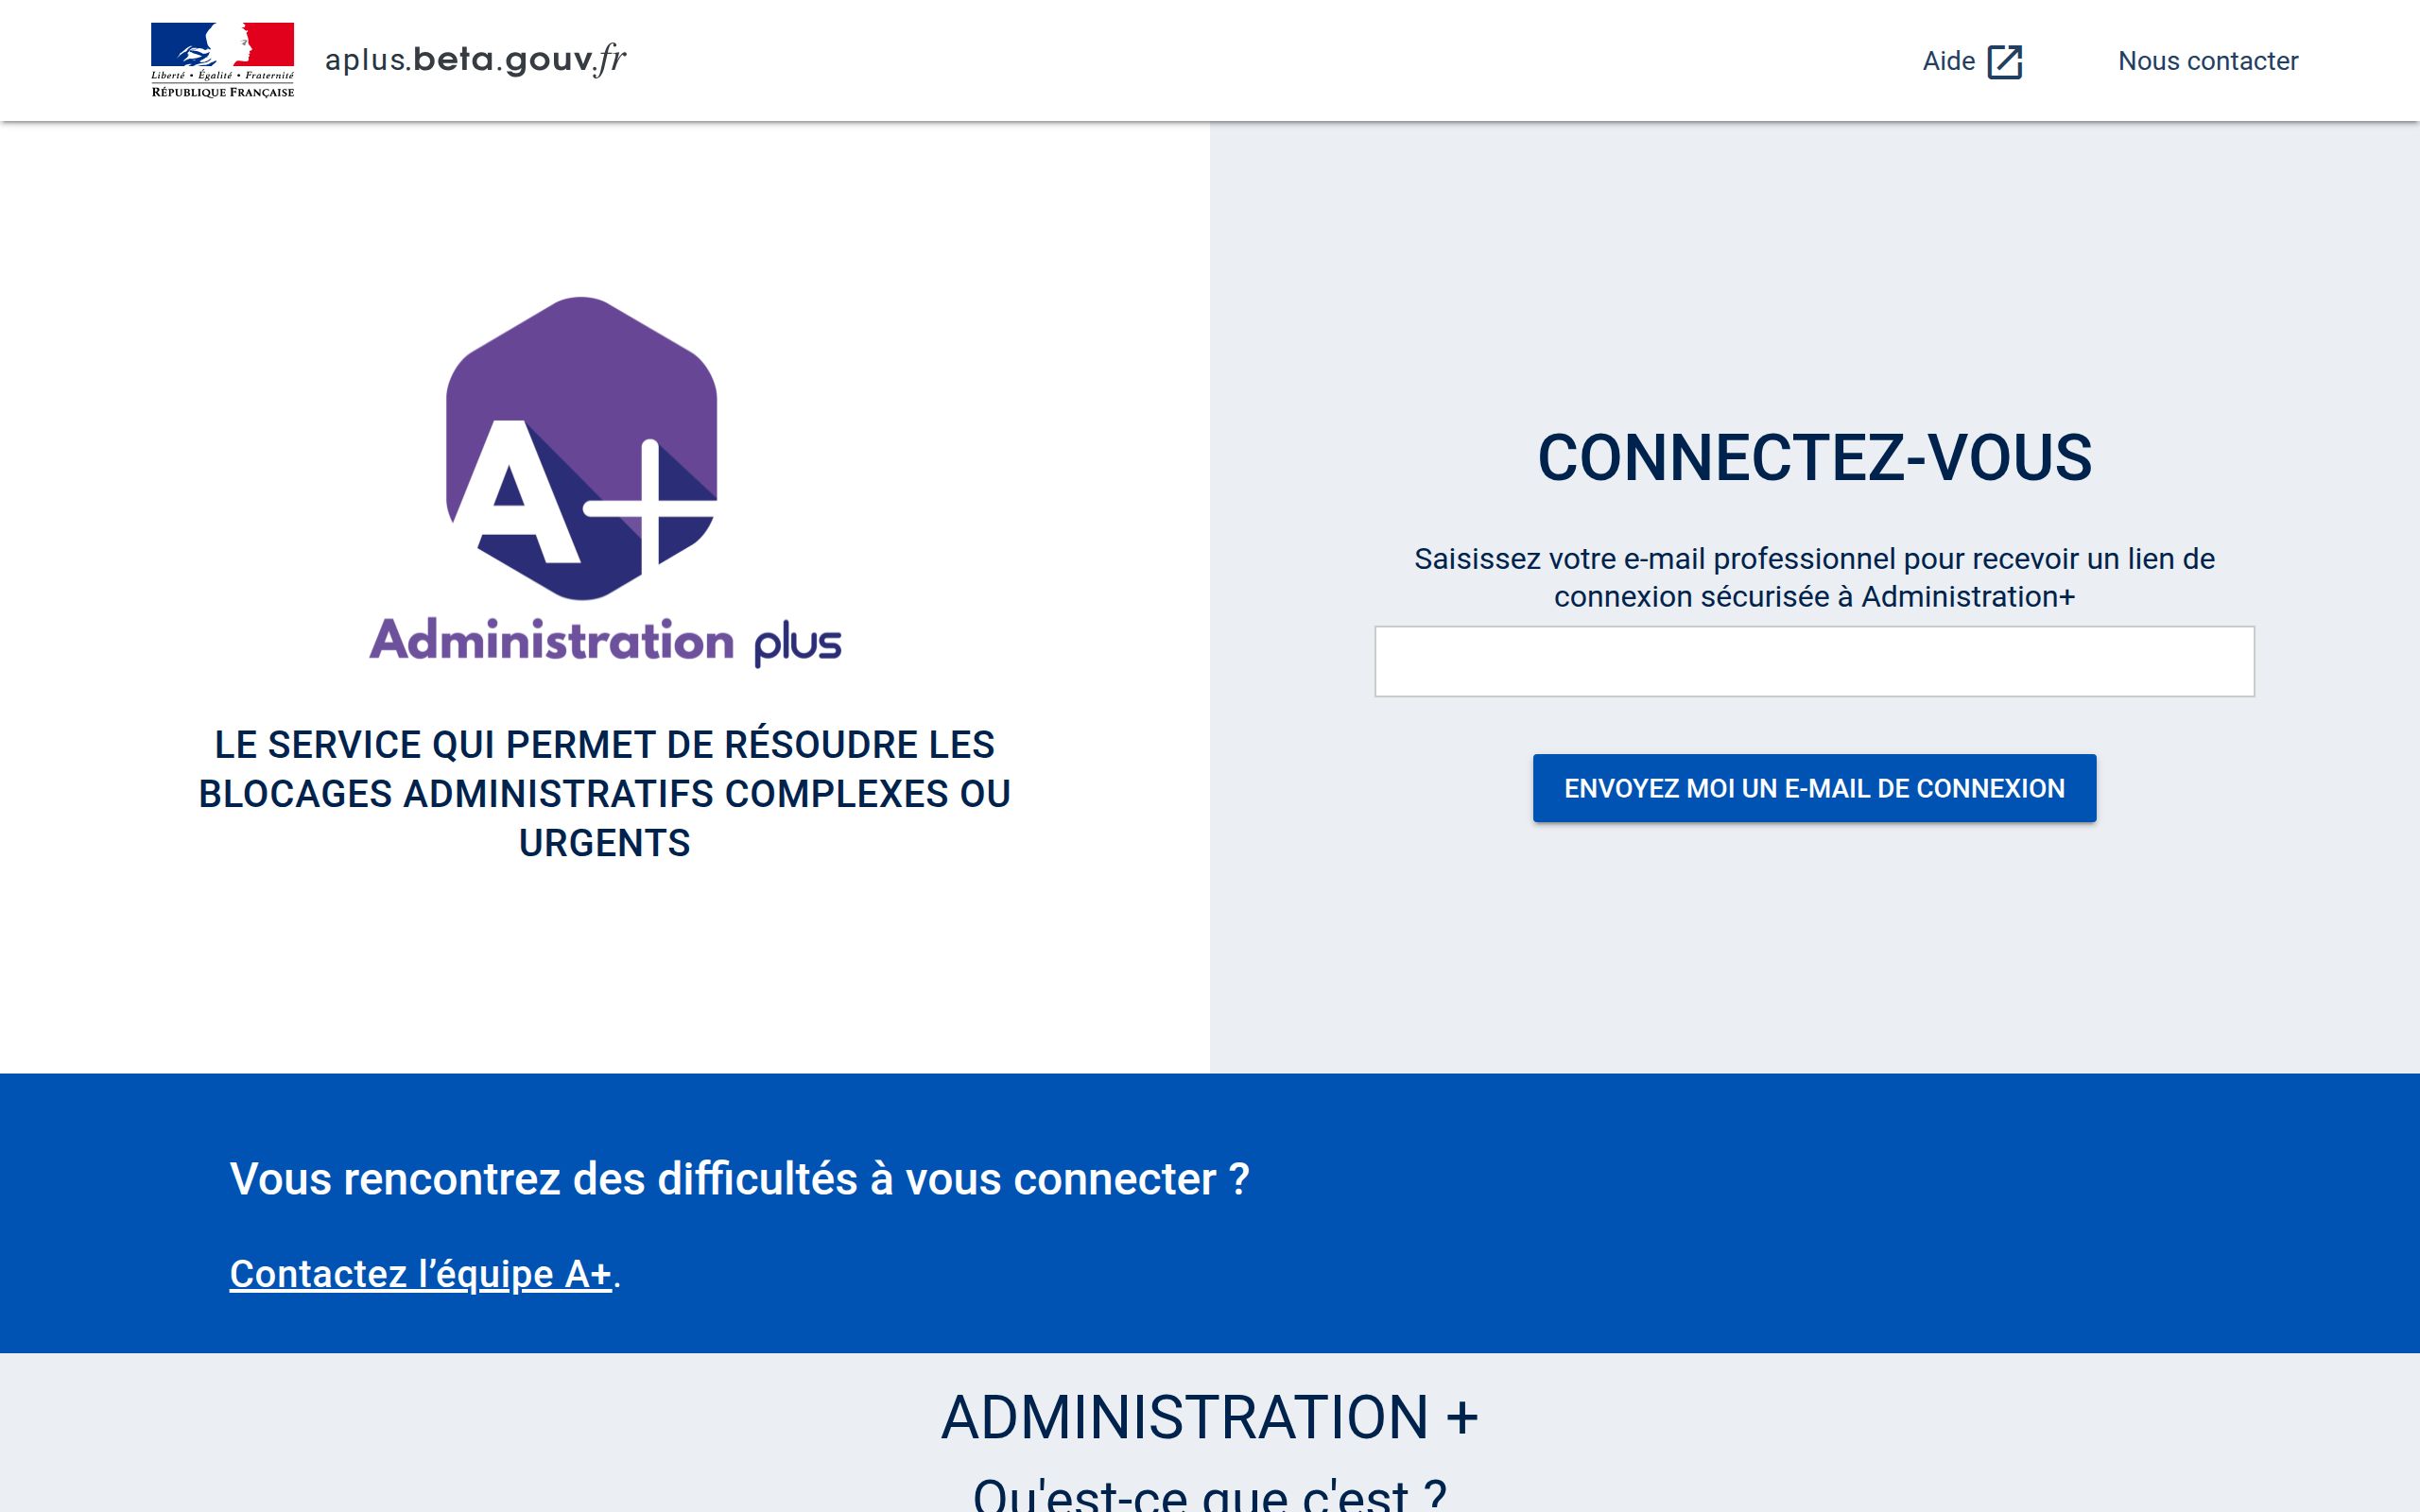 Liberté • Égalité • Fraternité
RÉPUBLIQUE FRANÇAISE
aplus.beta.gouv.fr
Aide
Nous contacter
A+
Administration plus
LE SERVICE QUI PERMET DE RÉSOUDRE LES
BLOCAGES ADMINISTRATIFS COMPLEXES OU
URGENTS
CONNECTEZ-VOUS
Saisissez votre e-mail professionnel pour recevoir un lien de
connexion sécurisée à Administration+
ENVOYEZ MOI UN E-MAIL DE CONNEXION
Vous rencontrez des difficultés à vous connecter ?
Contactez l’équipe A+.
ADMINISTRATION +
Qu'est-ce que c'est ?